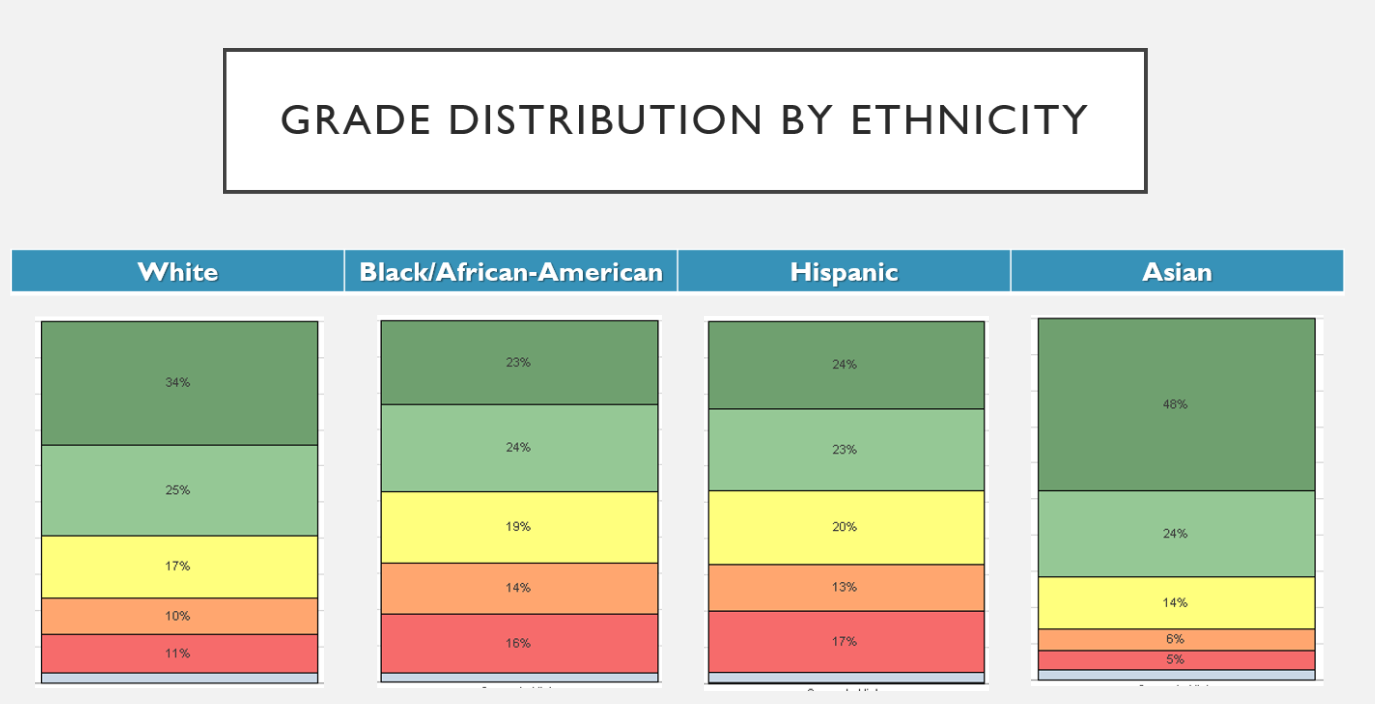 GRADE DISTRIBUTION BY ETHNICITY
White Black/African-American Hispanic Asian
34% 23% 24% 48%
25% 24% 23% 24%
17% 19% 20% 14%
10% 14% 13% 6%
11% 16% 17% 5%